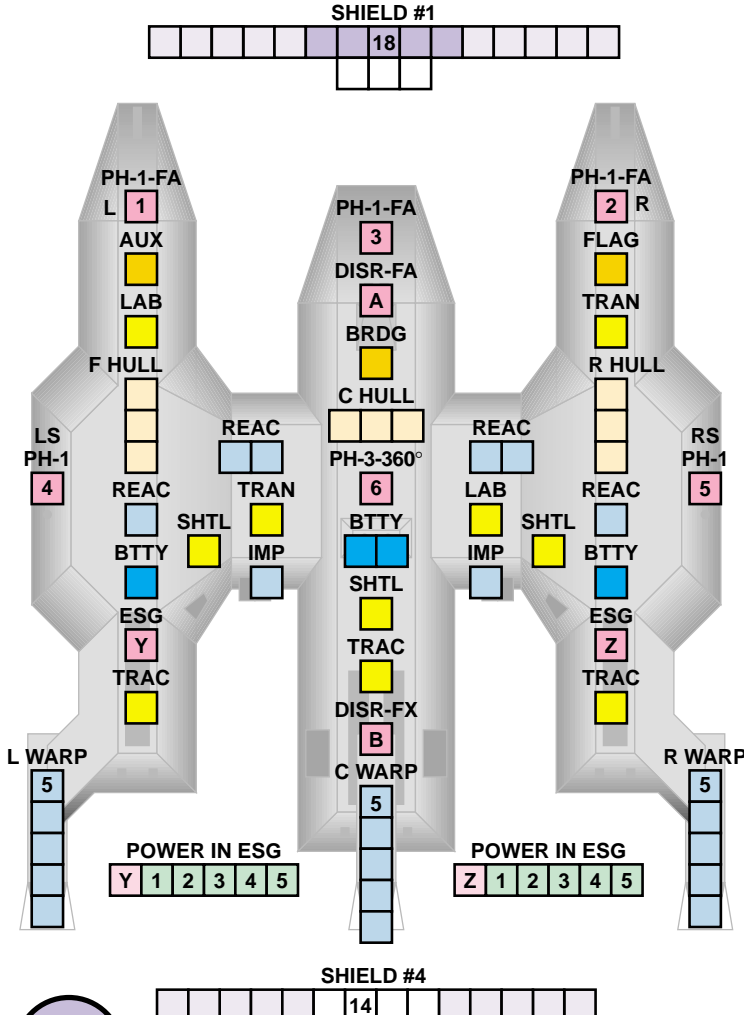 SHIELD #1
18
PH-1-FA
L 1
AUX
LAB
F HULL
LS
PH-1
4
REAC
BTTY
ESG
Y
TRAC
L WARP
5
REAC
TRAN
SHTL
IMP
PH-1-FA
3
DISR-FA
A
BRDG
C HULL
PH-3-360°
6
BTTY
SHTL
TRAC
DISR-FX
B
C WARP
5
REAC
LAB
SHTL
IMP
PH-1-FA
2 R
FLAG
TRAN
R HULL
RS
PH-1
5
REAC
BTTY
ESG
Z
TRAC
R WARP
5
POWER IN ESG
Y 1 2 3 4 5
POWER IN ESG
Z 1 2 3 4 5
SHIELD #4
14